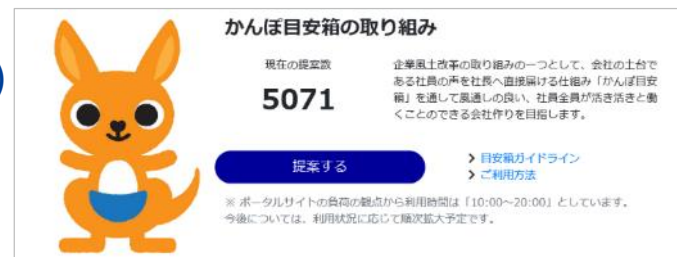 かんぽ目安箱の取り組み
現在の提案数
5071
企業風土改革の取り組みの一つとして、会社の土台で
ある社員の声を社長へ直接届ける仕組み「かんぽ目安
箱」を通して風通しの良い、社員全員が活き活きと働
くことのできる会社作りを目指します。
提案する
目安箱ガイドライン
ご利用方法
※ ポータルサイトの負荷の観点から利用時間は「10:00～20:00」としています。
今後については、利用状況に応じて順次拡大予定です。